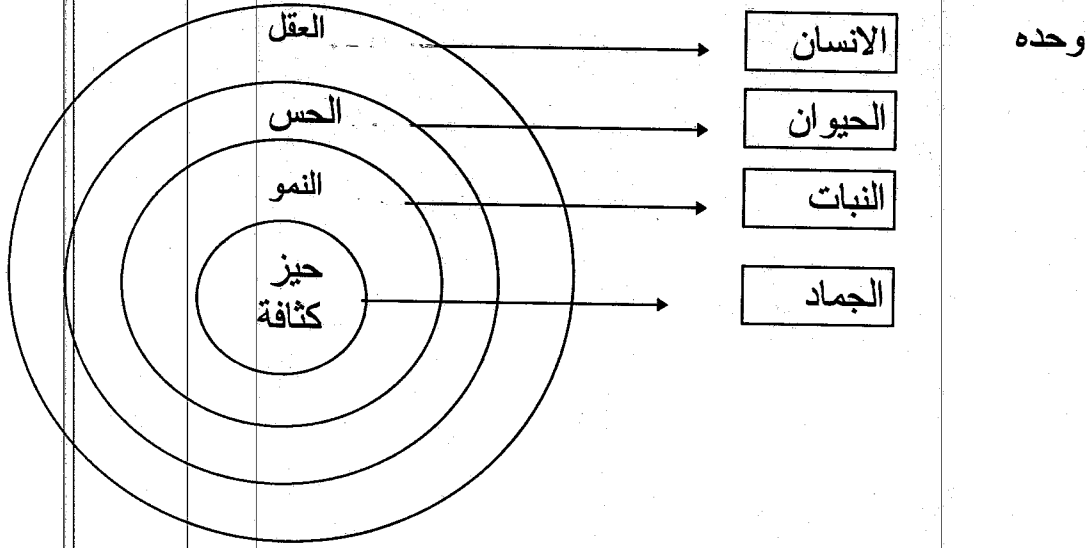 وحده
الانسان
العقل
الحيوان
الحس
النبات
النمو
الجماد
حيز
كثافة